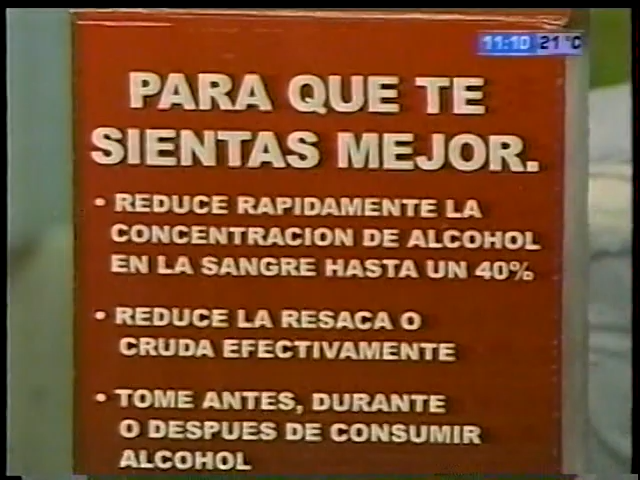 11:10 21°C
PARA QUE TE
SIENTAS MEJOR.
• REDUCE RAPIDAMENTE LA
CONCENTRACION DE ALCOHOL
EN LA SANGRE HASTA UN 40%
• REDUCE LA RESACA O
CRUDA EFECTIVAMENTE
• TOME ANTES, DURANTE
O DESPUES DE CONSUMIR
ALCOHOL